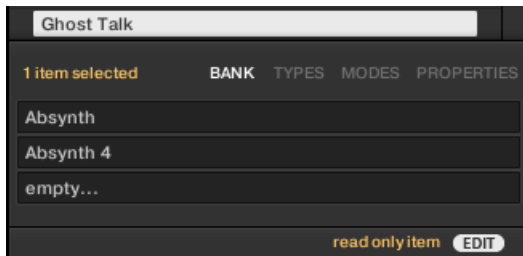 Ghost Talk
1 item selected BANK TYPES MODES PROPERTIES
Absynth
Absynth 4
empty...
read only item EDIT